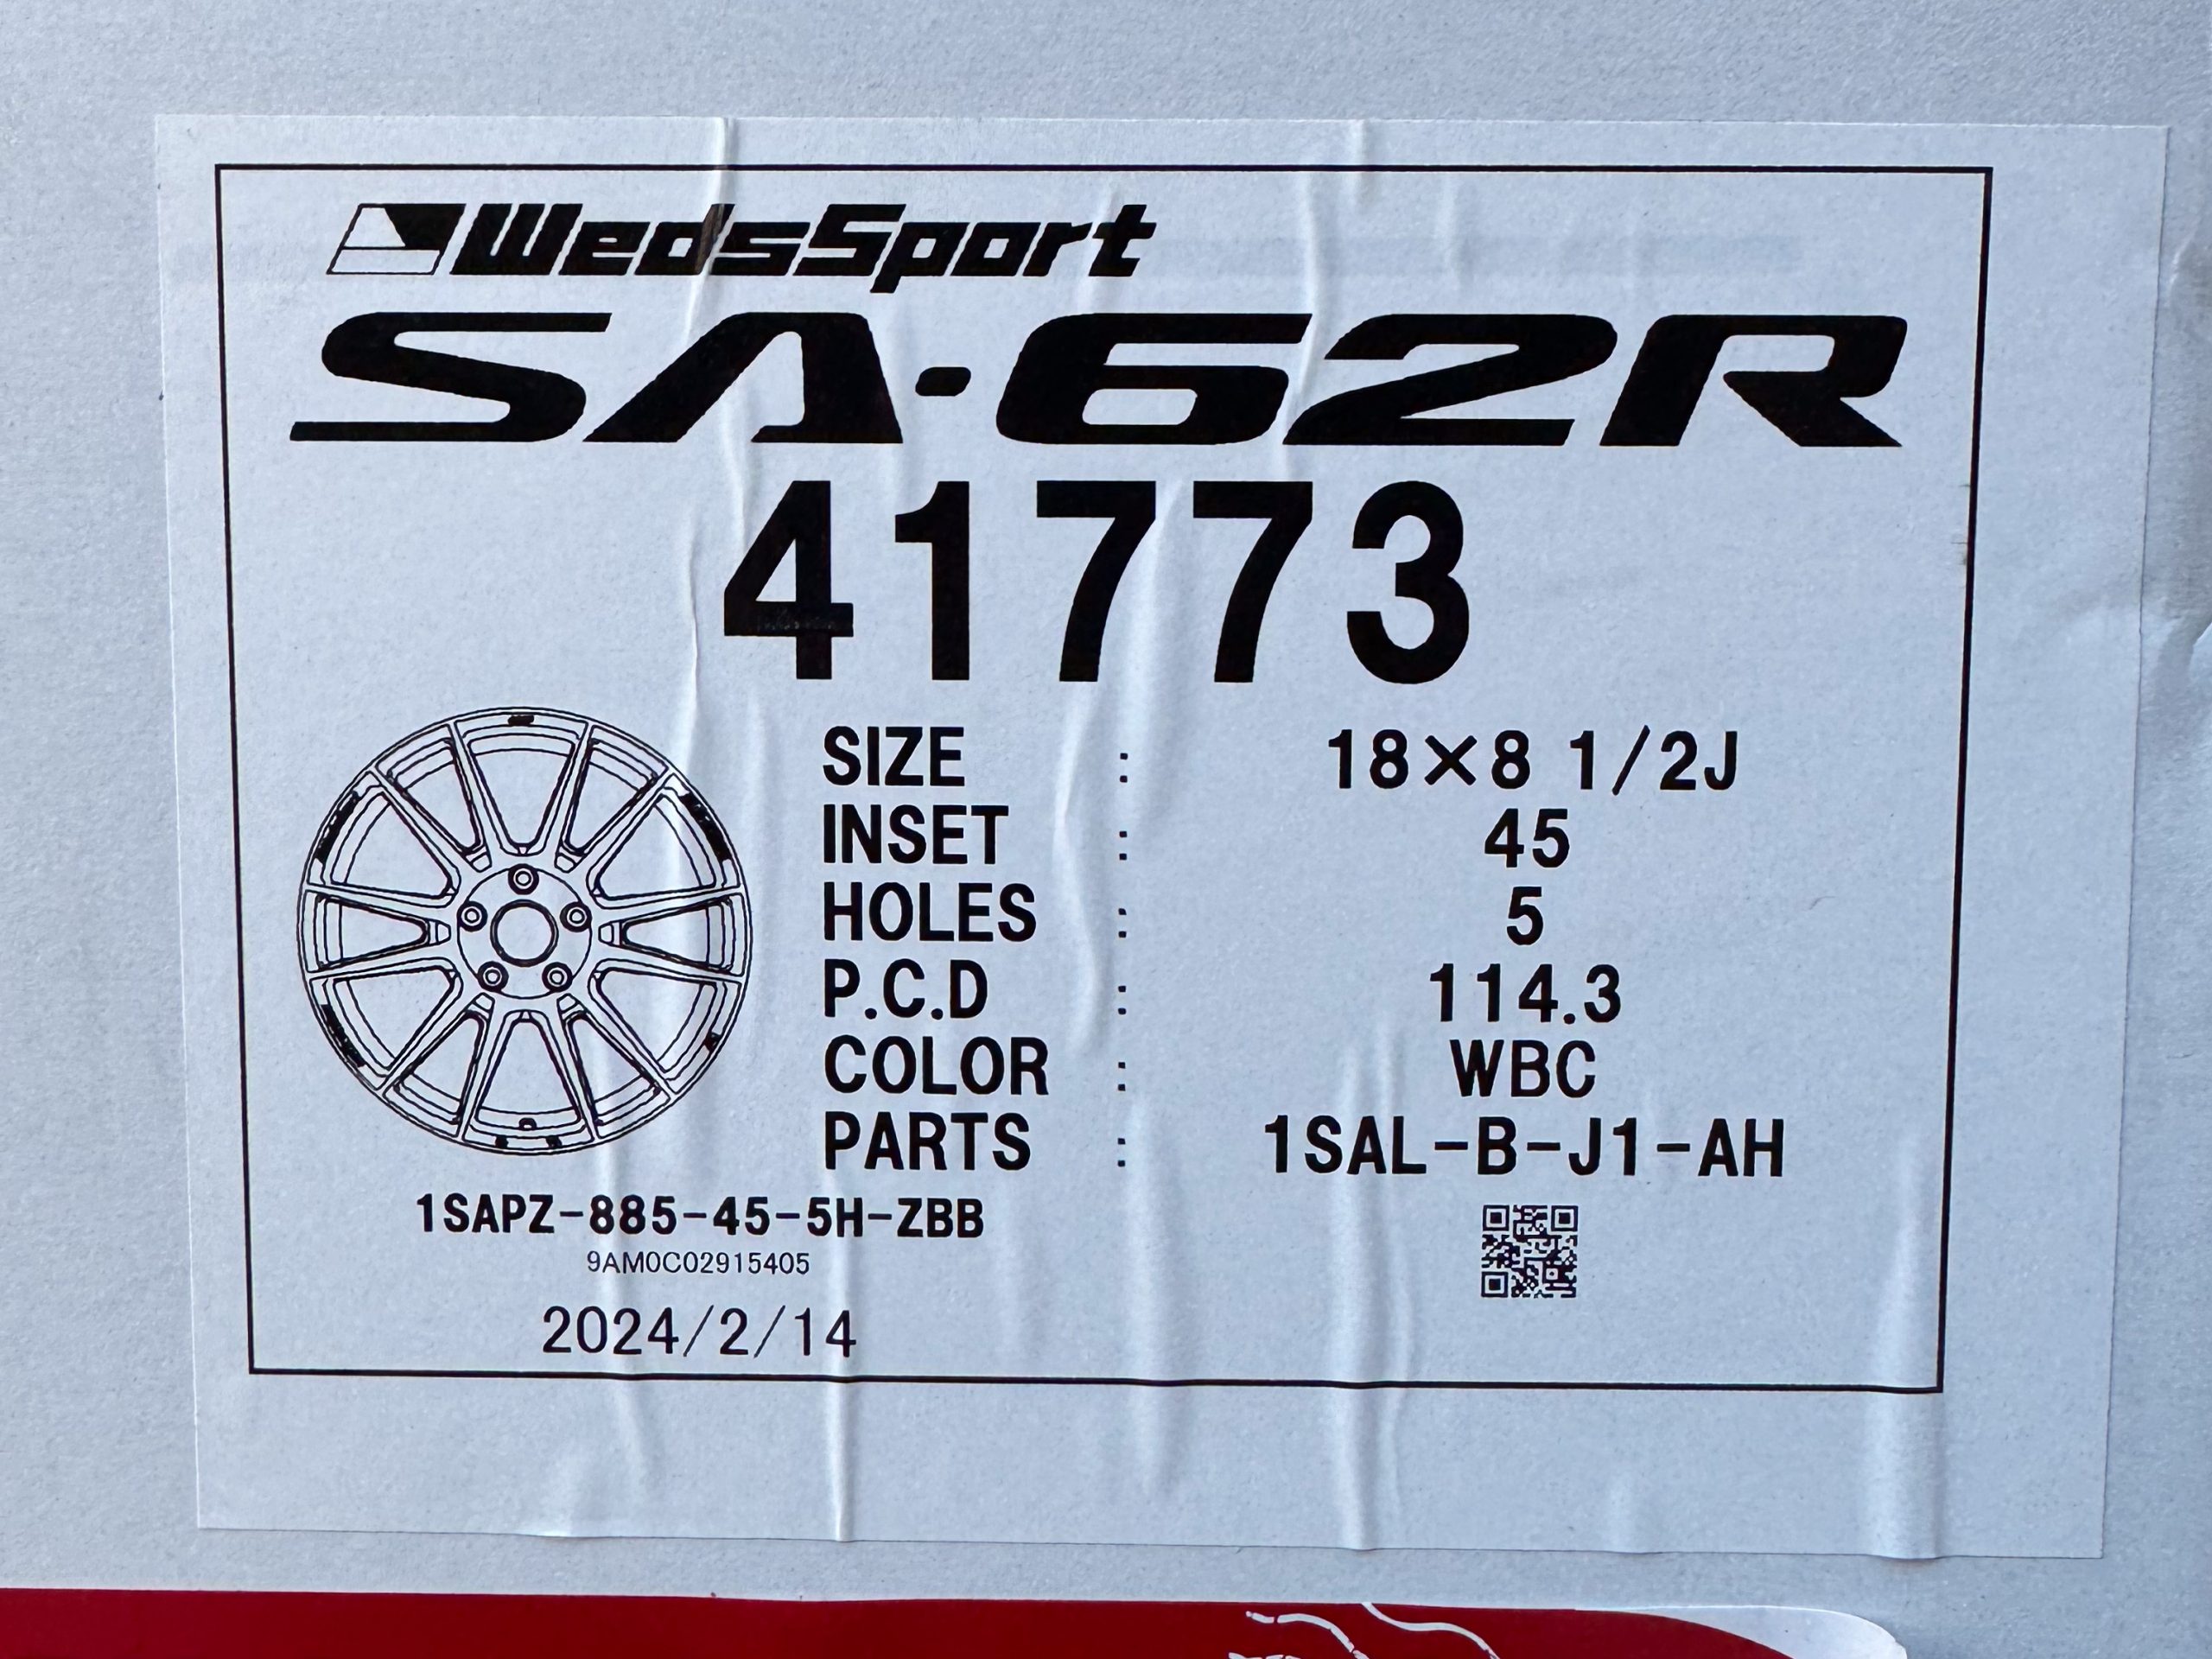 WedsSport
SA-62R
41773
SIZE : 18×8 1/2J
INSET : 45
HOLES : 5
P.C.D : 114.3
COLOR : WBC
PARTS : 1SAL-B-J1-AH
1SAPZ-885-45-5H-ZBB
9AM0C02915405
2024/2/14